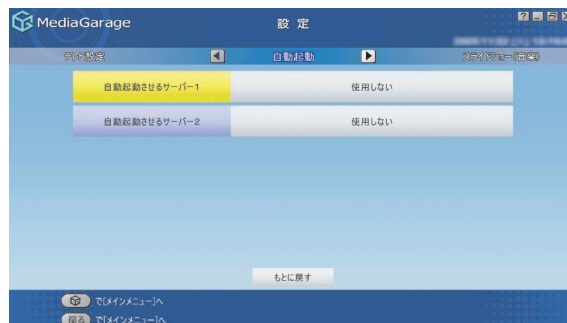 MediaGarage
設 定
テレビ設定
自動起動
スライドショー(音楽)
自動起動させるサーバー1
使用しない
自動起動させるサーバー2
使用しない
もとに戻す
で[メインメニュー]へ
戻る で[メインメニュー]へ